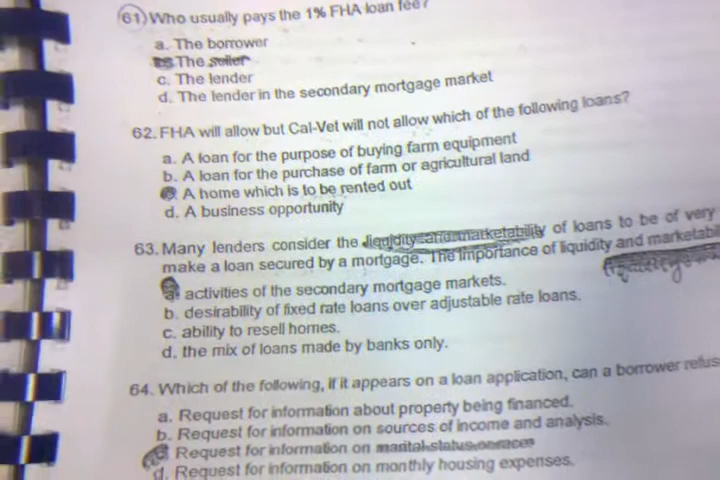 61) Who usually pays the 1% FHA loan fee?
a. The borrower
The seller
c. The lender
d. The lender in the secondary mortgage market
62. FHA will allow but Cal-Vet will not allow which of the following loans?
a. A loan for the purpose of buying farm equipment
b. A loan for the purchase of farm or agricultural land
A home which is to be rented out
d. A business opportunity
63. Many lenders consider the liquidity and marketability of loans to be of very
make a loan secured by a mortgage. The importance of liquidity and marketabil
a. activities of the secondary mortgage markets.
b. desirability of fixed rate loans over adjustable rate loans.
c. ability to resell homes.
d. the mix of loans made by banks only.
64. Which of the following, if it appears on a loan application, can a borrower refus
a. Request for information about property being financed.
b. Request for information on sources of income and analysis.
Request for information on marital status or races
d. Request for information on monthly housing expenses.